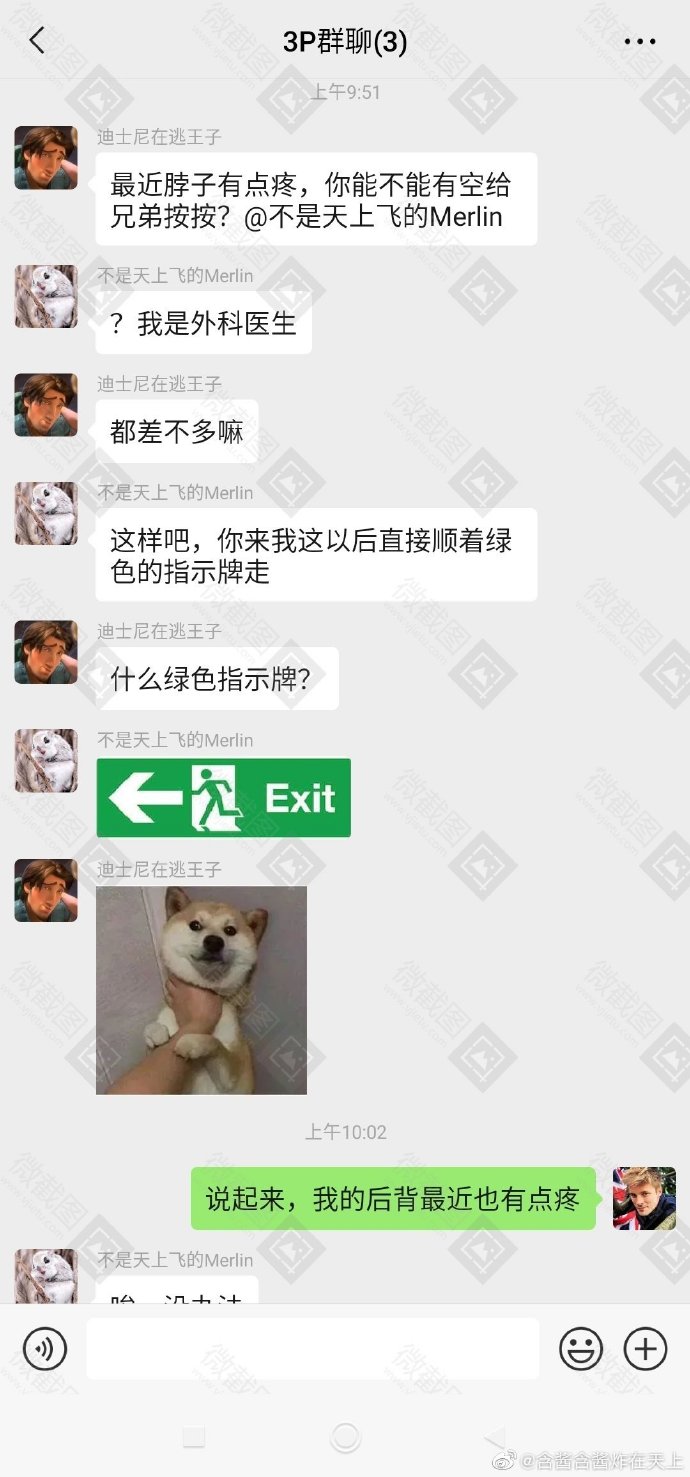 3P群聊(3)
上午9:51
迪士尼在逃王子
最近脖子有点疼，你能不能有空给
兄弟按按？@不是天上飞的Merlin
不是天上飞的Merlin
？我是外科医生
迪士尼在逃王子
都差不多嘛
不是天上飞的Merlin
这样吧，你来我这以后直接顺着绿
色的指示牌走
迪士尼在逃王子
什么绿色指示牌？
不是天上飞的Merlin
Exit
迪士尼在逃王子
上午10:02
说起来，我的后背最近也有点疼
不是天上飞的Merlin
唉，没办法
@含酱含酱炸在天上
微截图